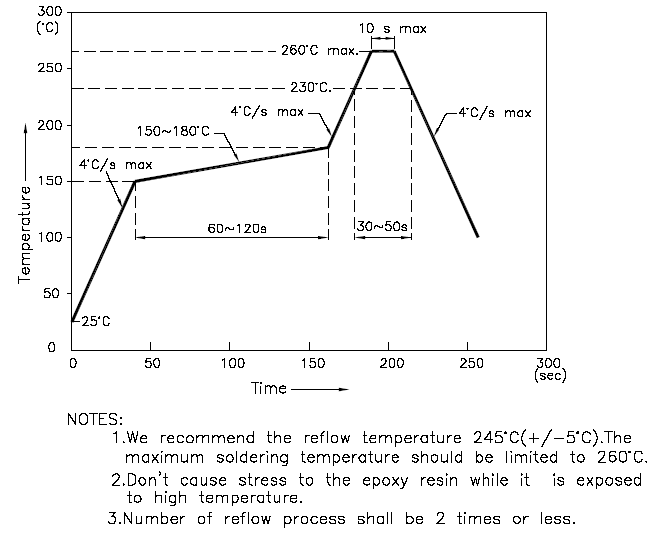 300
(°C)
10 s max
260°C max.
250
230°C.
4°C/s max
4°C/s max
200
150~180°C
4°C/s max
150
60~120s
30~50s
100
50
25°C
0
Temperature
0 50 100 150 200 250 300
(sec)
Time
NOTES:
1.We recommend the reflow temperature 245°C(+/-5°C).The
maximum soldering temperature should be limited to 260°C.
2.Don't cause stress to the epoxy resin while it is exposed
to high temperature.
3.Number of reflow process shall be 2 times or less.